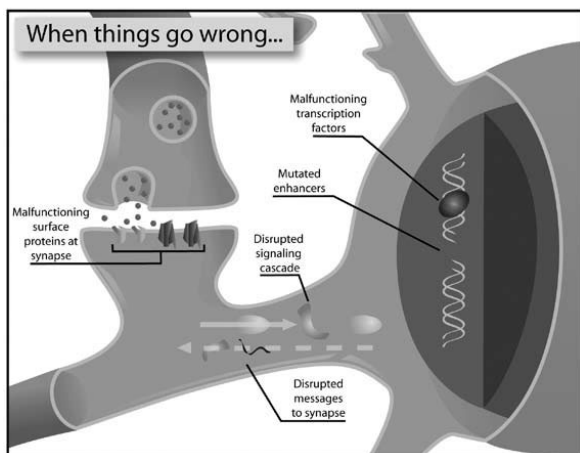 When things go wrong...
Malfunctioning
transcription
factors
Mutated
enhancers
Malfunctioning
surface
proteins at
synapse
Disrupted
signaling
cascade
Disrupted
messages
to synapse